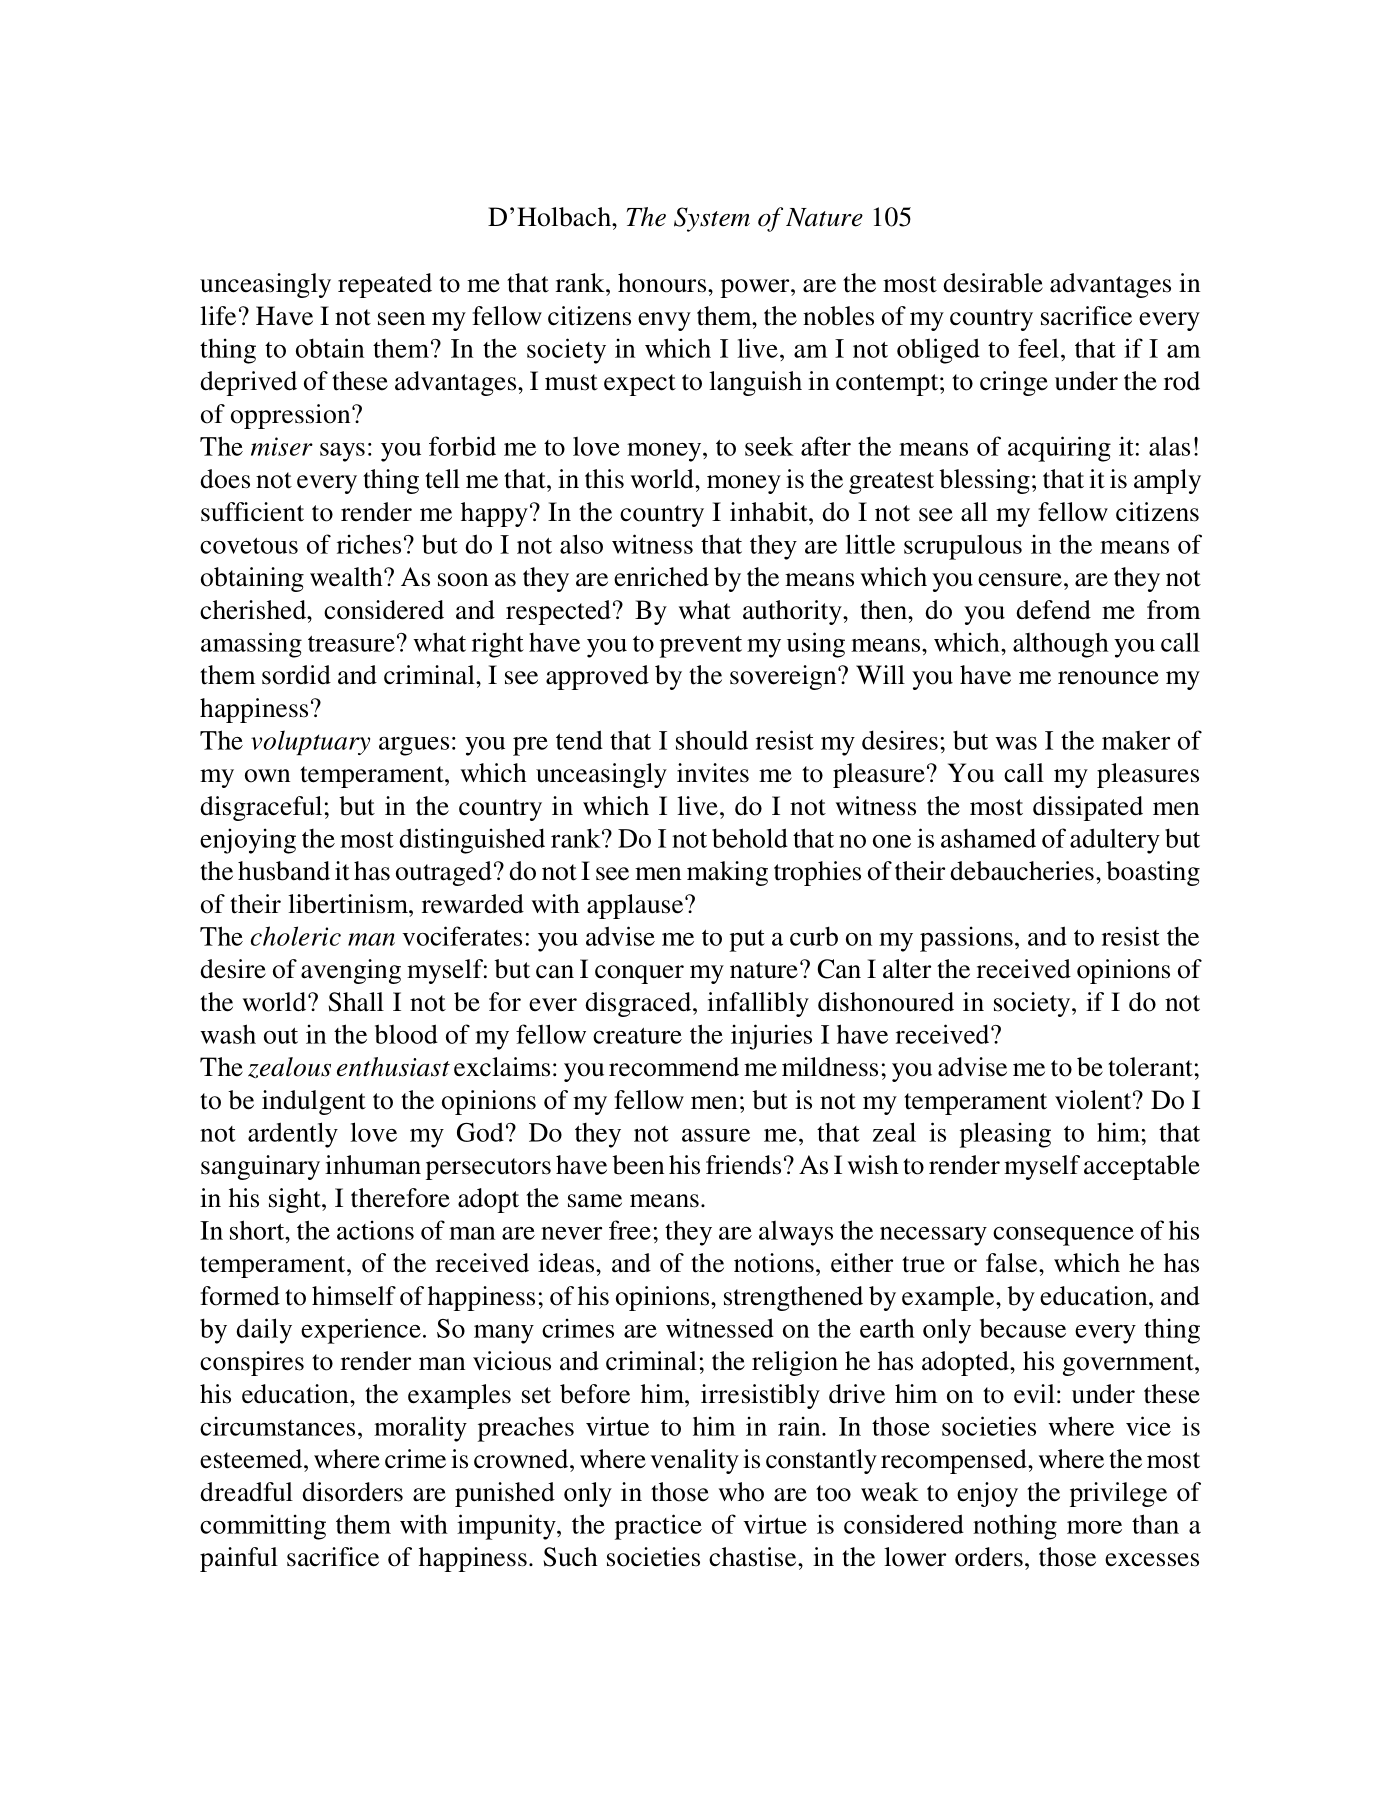 D’Holbach, The System of Nature 105
unceasingly repeated to me that rank, honours, power, are the most desirable advantages in
life? Have I not seen my fellow citizens envy them, the nobles of my country sacrifice every
thing to obtain them? In the society in which I live, am I not obliged to feel, that if I am
deprived of these advantages, I must expect to languish in contempt; to cringe under the rod
of oppression?
The miser says: you forbid me to love money, to seek after the means of acquiring it: alas!
does not every thing tell me that, in this world, money is the greatest blessing; that it is amply
sufficient to render me happy? In the country I inhabit, do I not see all my fellow citizens
covetous of riches? but do I not also witness that they are little scrupulous in the means of
obtaining wealth? As soon as they are enriched by the means which you censure, are they not
cherished, considered and respected? By what authority, then, do you defend me from
amassing treasure? what right have you to prevent my using means, which, although you call
them sordid and criminal, I see approved by the sovereign? Will you have me renounce my
happiness?
The voluptuary argues: you pre tend that I should resist my desires; but was I the maker of
my own temperament, which unceasingly invites me to pleasure? You call my pleasures
disgraceful; but in the country in which I live, do I not witness the most dissipated men
enjoying the most distinguished rank? Do I not behold that no one is ashamed of adultery but
the husband it has outraged? do not I see men making trophies of their debaucheries, boasting
of their libertinism, rewarded with applause?
The choleric man vociferates: you advise me to put a curb on my passions, and to resist the
desire of avenging myself: but can I conquer my nature? Can I alter the received opinions of
the world? Shall I not be for ever disgraced, infallibly dishonoured in society, if I do not
wash out in the blood of my fellow creature the injuries I have received?
The zealous enthusiast exclaims: you recommend me mildness; you advise me to be tolerant;
to be indulgent to the opinions of my fellow men; but is not my temperament violent? Do I
not ardently love my God? Do they not assure me, that zeal is pleasing to him; that
sanguinary inhuman persecutors have been his friends? As I wish to render myself acceptable
in his sight, I therefore adopt the same means.
In short, the actions of man are never free; they are always the necessary consequence of his
temperament, of the received ideas, and of the notions, either true or false, which he has
formed to himself of happiness; of his opinions, strengthened by example, by education, and
by daily experience. So many crimes are witnessed on the earth only because every thing
conspires to render man vicious and criminal; the religion he has adopted, his government,
his education, the examples set before him, irresistibly drive him on to evil: under these
circumstances, morality preaches virtue to him in rain. In those societies where vice is
esteemed, where crime is crowned, where venality is constantly recompensed, where the most
dreadful disorders are punished only in those who are too weak to enjoy the privilege of
committing them with impunity, the practice of virtue is considered nothing more than a
painful sacrifice of happiness. Such societies chastise, in the lower orders, those excesses